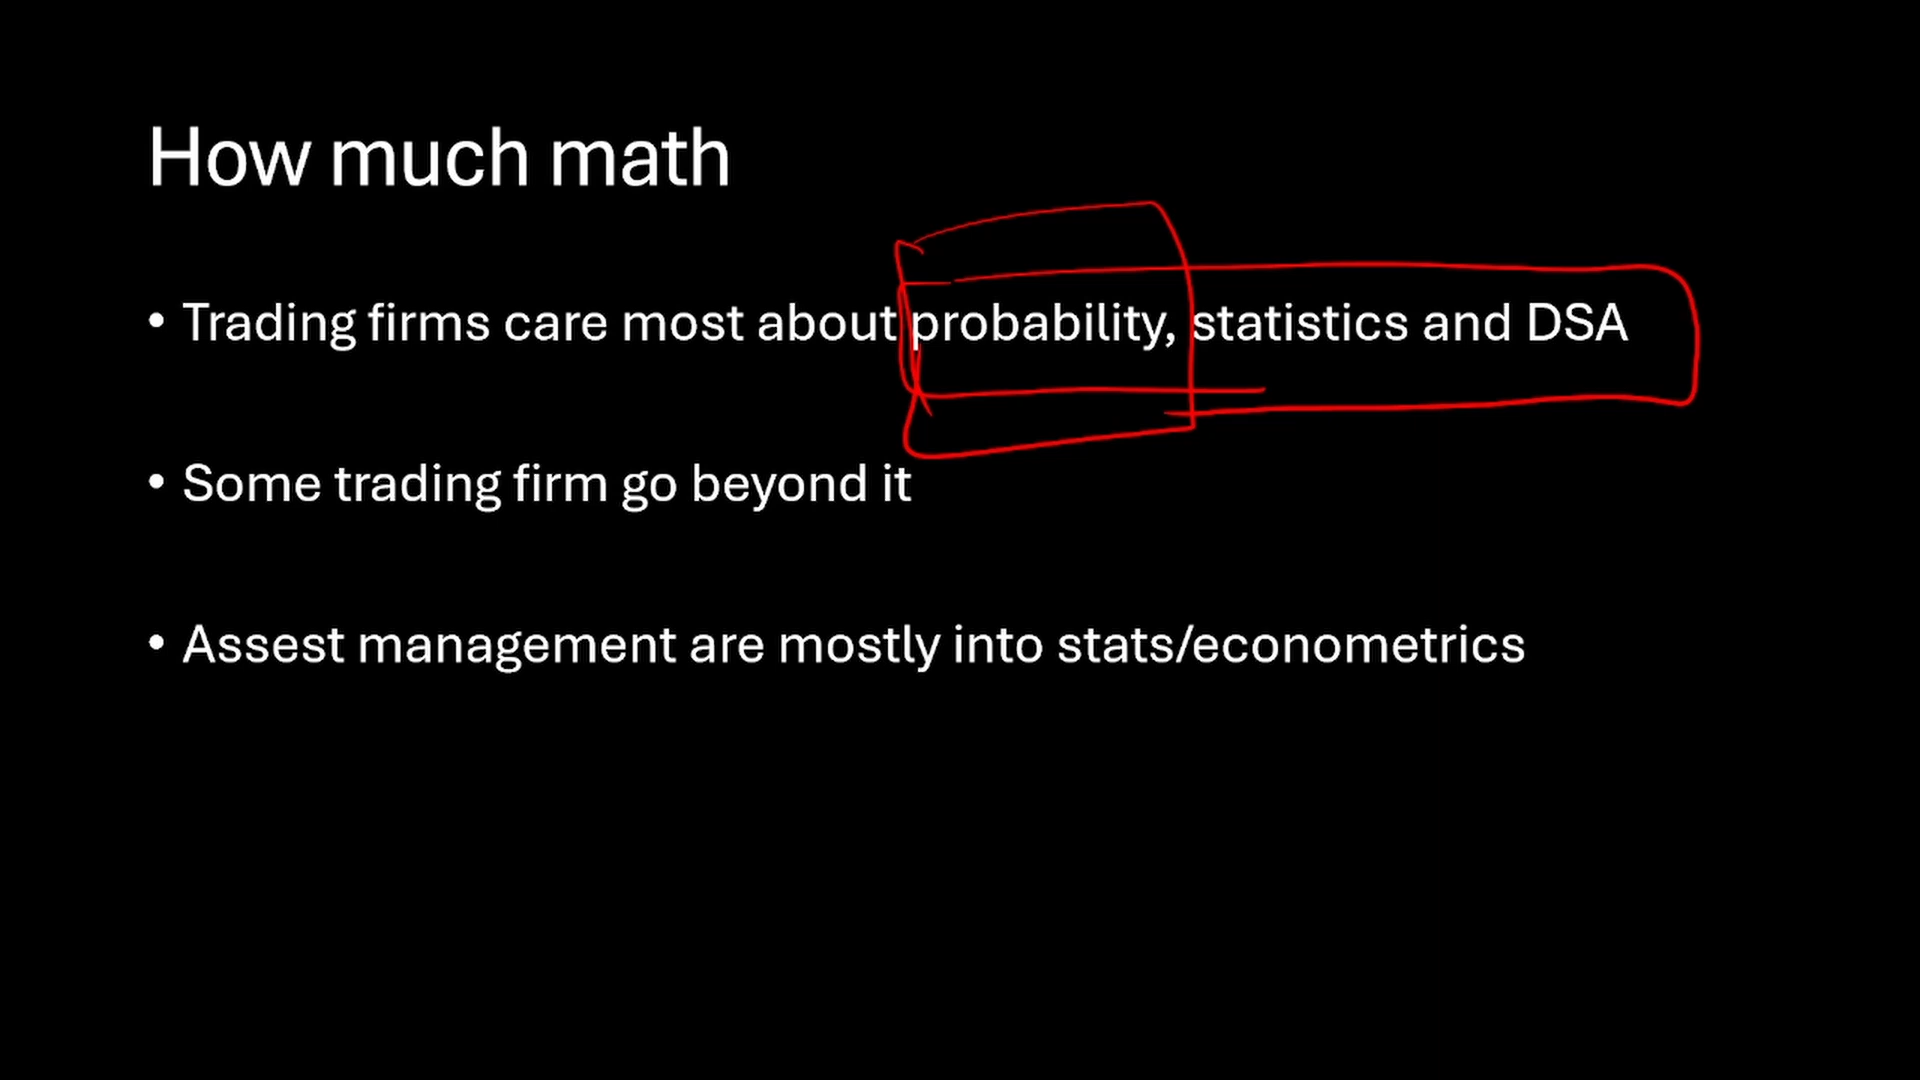 How much math
• Trading firms care most about probability, statistics and DSA
• Some trading firm go beyond it
• Assest management are mostly into stats/econometrics